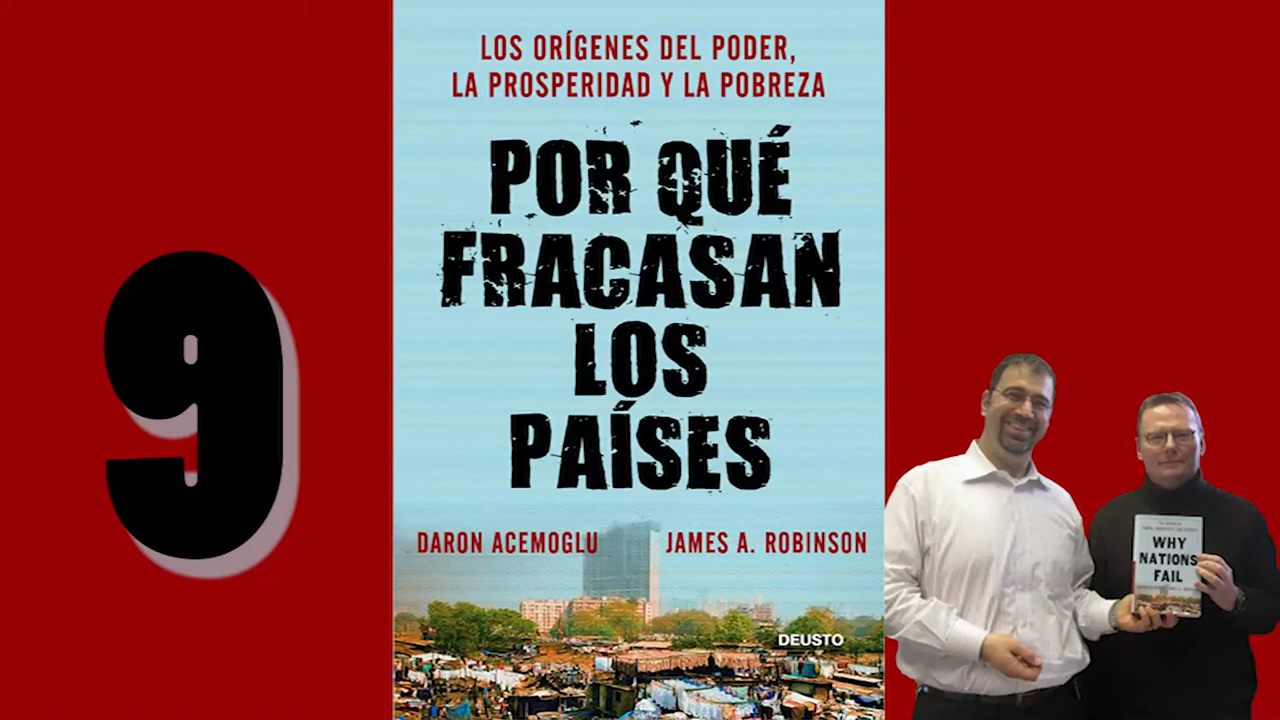 9
LOS ORÍGENES DEL PODER,
LA PROSPERIDAD Y LA POBREZA
POR QUÉ
FRACASAN
LOS
PAÍSES
DARON ACEMOGLU
JAMES A. ROBINSON
DEUSTO
WHY
NATIONS
FAIL